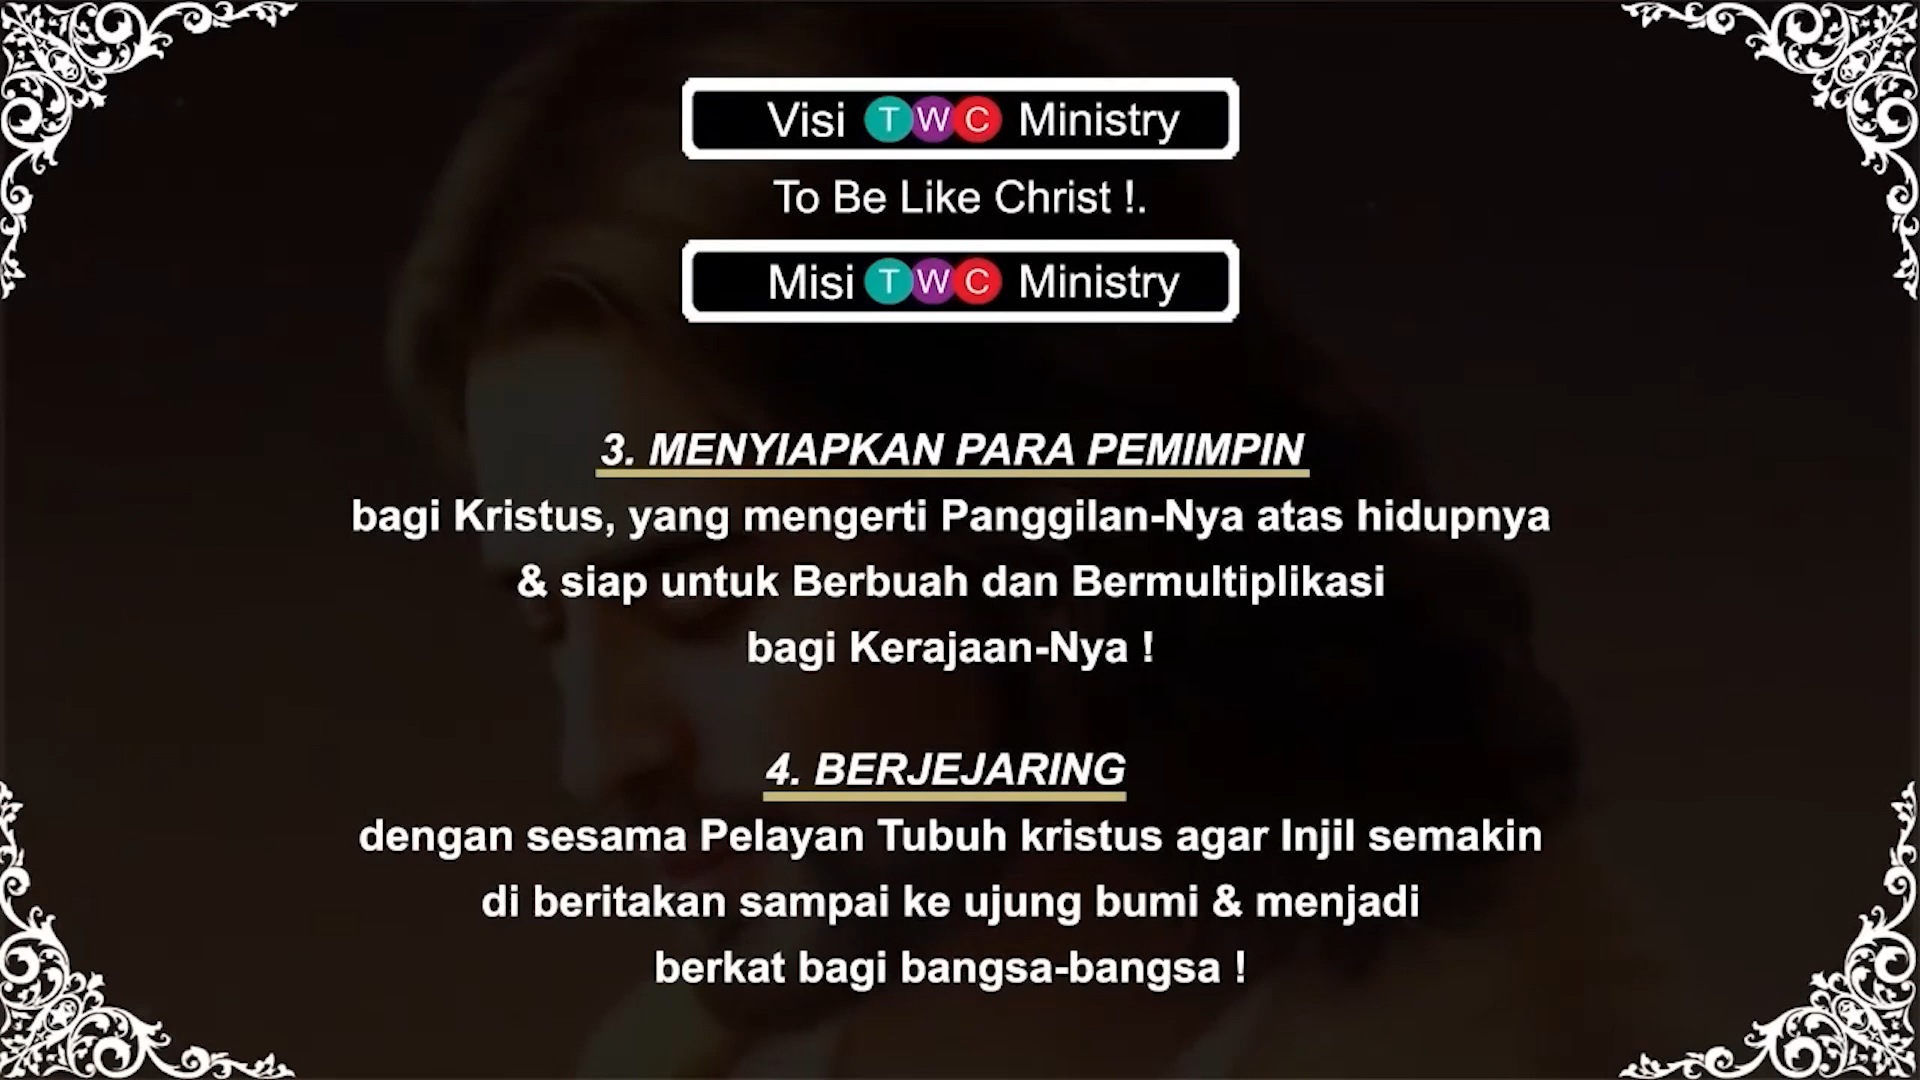 Visi TWC Ministry
To Be Like Christ !.
Misi TWC Ministry
3. MENYIAPKAN PARA PEMIMPIN
bagi Kristus, yang mengerti Panggilan-Nya atas hidupnya
& siap untuk Berbuah dan Bermultiplikasi
bagi Kerajaan-Nya !
4. BERJEJARING
dengan sesama Pelayan Tubuh kristus agar Injil semakin
di beritakan sampai ke ujung bumi & menjadi
berkat bagi bangsa-bangsa !